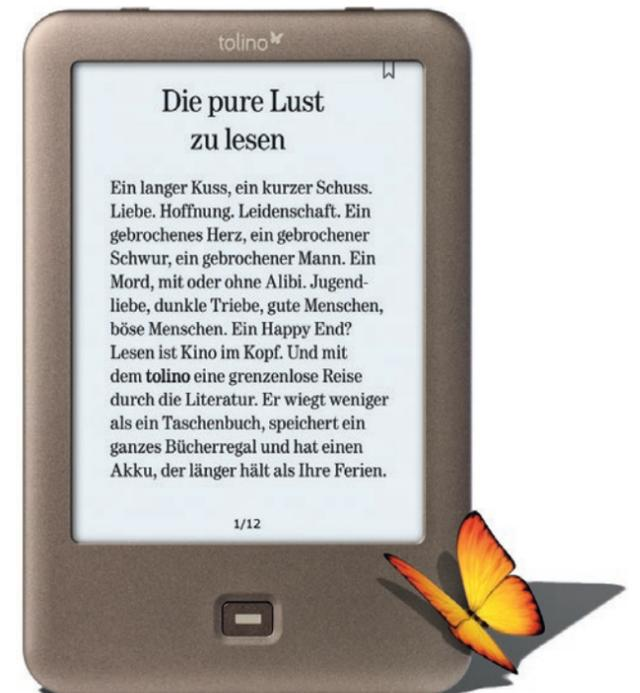 tolino
Die pure Lust
zu lesen
Ein langer Kuss, ein kurzer Schuss.
Liebe. Hoffnung. Leidenschaft. Ein
gebrochenes Herz, ein gebrochener
Schwur, ein gebrochener Mann. Ein
Mord, mit oder ohne Alibi. Jugend-
liebe, dunkle Triebe, gute Menschen,
böse Menschen. Ein Happy End?
Lesen ist Kino im Kopf. Und mit
dem tolino eine grenzenlose Reise
durch die Literatur. Er wiegt weniger
als ein Taschenbuch, speichert ein
ganzes Bücherregal und hat einen
Akku, der länger hält als Ihre Ferien.
1/12